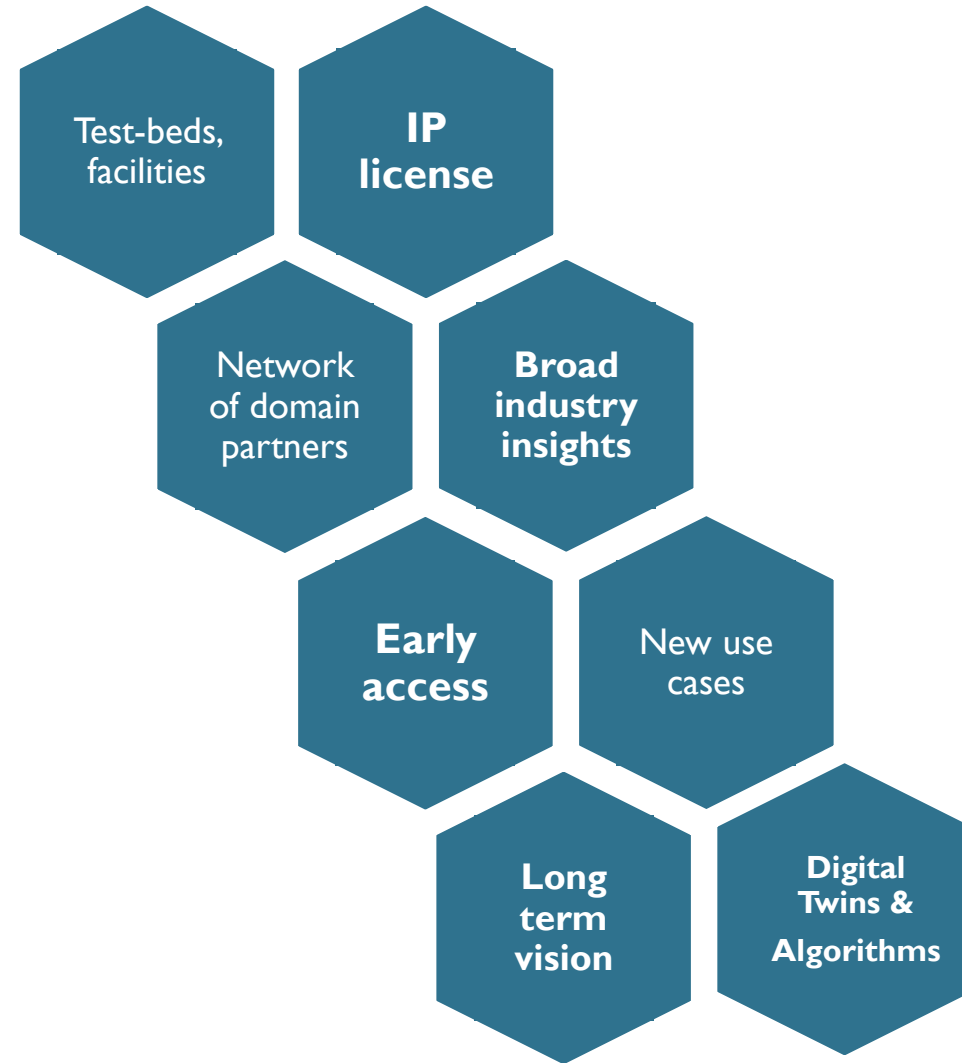 Test-beds,
facilities
IP
license
Network
of domain
partners
Broad
industry
insights
Early
access
New use
cases
Long
term
vision
Digital
Twins &
Algorithms